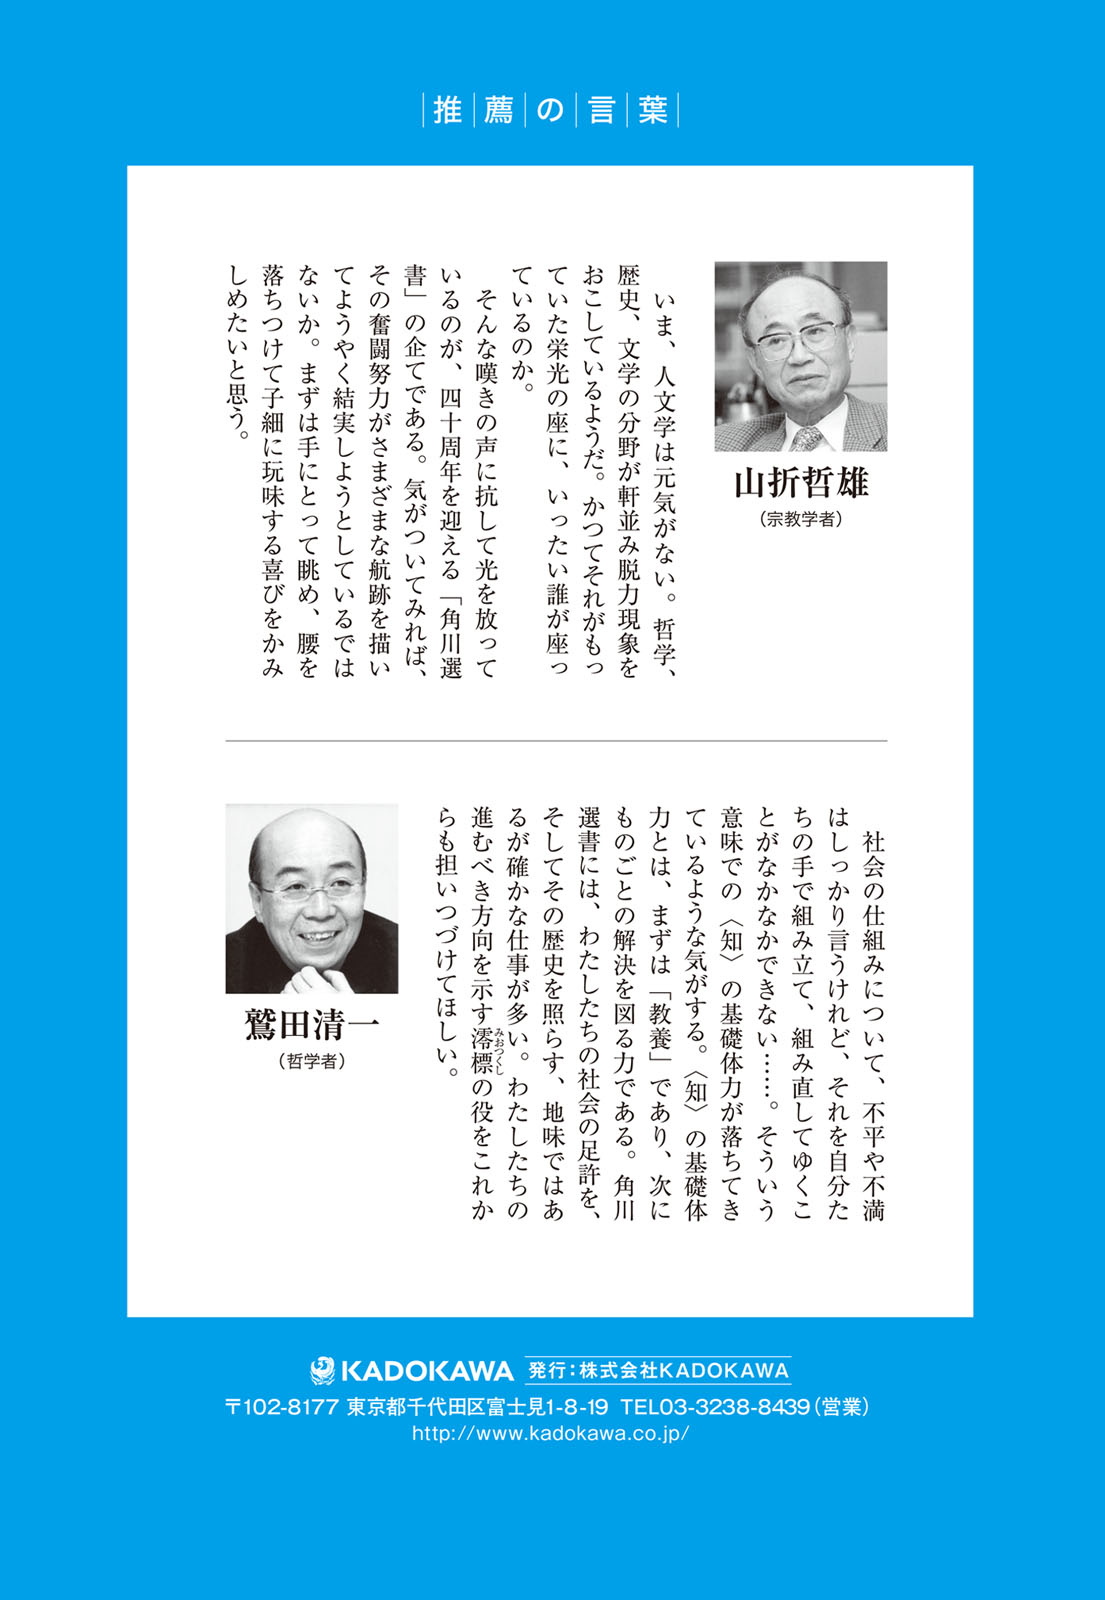 推薦の言葉
山折哲雄
（宗教学者）
いま、人文学は元気がない。哲学、
歴史、文学の分野が軒並み脱力現象を
おこしているようだ。かつてそれがもっ
ていた栄光の座に、いったい誰が座っ
ているのか。
そんな嘆きの声に抗して光を放って
いるのが、四十周年を迎える「角川選
書」の企てである。気がついてみれば、
その奮闘努力がさまざまな航跡を描い
てようやく結実しようとしているでは
ないか。まずは手にとって眺め、腰を
落ちつけて子細に玩味する喜びをかみ
しめたいと思う。
社会の仕組みについて、不平や不満
はしっかり言うけれど、それを自分た
ちの手で組み立て、組み直してゆくこ
とがなかなかできない……。そういう
意味での〈知〉の基礎体力が落ちてき
ているような気がする。〈知〉の基礎体
力とは、まずは「教養」であり、次に
ものごとの解決を図る力である。角川
選書には、わたしたちの社会の足許を、
そしてその歴史を照らす、地味ではあ
るが確かな仕事が多い。わたしたちの
進むべき方向を示す澪標の役をこれか
みおつくし
らも担いつづけてほしい。
鷲田清一
（哲学者）
KADOKAWA 発行：株式会社KADOKAWA
〒102-8177 東京都千代田区富士見1-8-19 TEL03-3238-8439（営業）
http://www.kadokawa.co.jp/